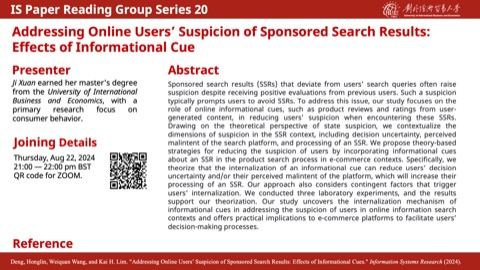 IS Paper Reading Group Series 20
University of International Business and Economics
Addressing Online Users’ Suspicion of Sponsored Search Results:
Effects of Informational Cue
Presenter
Ji Xuan earned her master's degree
from the University of International
Business and Economics, with a
primary research focus on
consumer behavior.
Joining Details
Thursday, Aug 22, 2024
21:00 — 22:00 pm BST
QR code for ZOOM.
Abstract
Sponsored search results (SSRs) that deviate from users' search queries often raise
suspicion despite receiving positive evaluations from previous users. Such a suspicion
typically prompts users to avoid SSRs. To address this issue, our study focuses on the
role of online informational cues, such as product reviews and ratings from user-
generated content, in reducing users' suspicion when encountering these SSRs.
Drawing on the theoretical perspective of state suspicion, we contextualize the
dimensions of suspicion in the SSR context, including decision uncertainty, perceived
malintent of the search platform, and processing of an SSR. We propose theory-based
strategies for reducing the suspicion of users by incorporating informational cues
about an SSR in the product search process in e-commerce contexts. Specifically, we
theorize that the internalization of an informational cue can reduce users' decision
uncertainty and/or their perceived malintent of the platform, which will increase their
processing of an SSR. Our approach also considers contingent factors that trigger
users' internalization. We conducted three laboratory experiments, and the results
support our theorization. Our study uncovers the internalization mechanism of
informational cues in addressing the suspicion of users in online information search
contexts and offers practical implications to e-commerce platforms to facilitate users'
decision-making processes.
Reference
Deng, Honglin, Weiquan Wang, and Kai H. Lim. "Addressing Online Users' Suspicion of Sponsored Search Results: Effects of Informational Cues." Information Systems Research (2024).